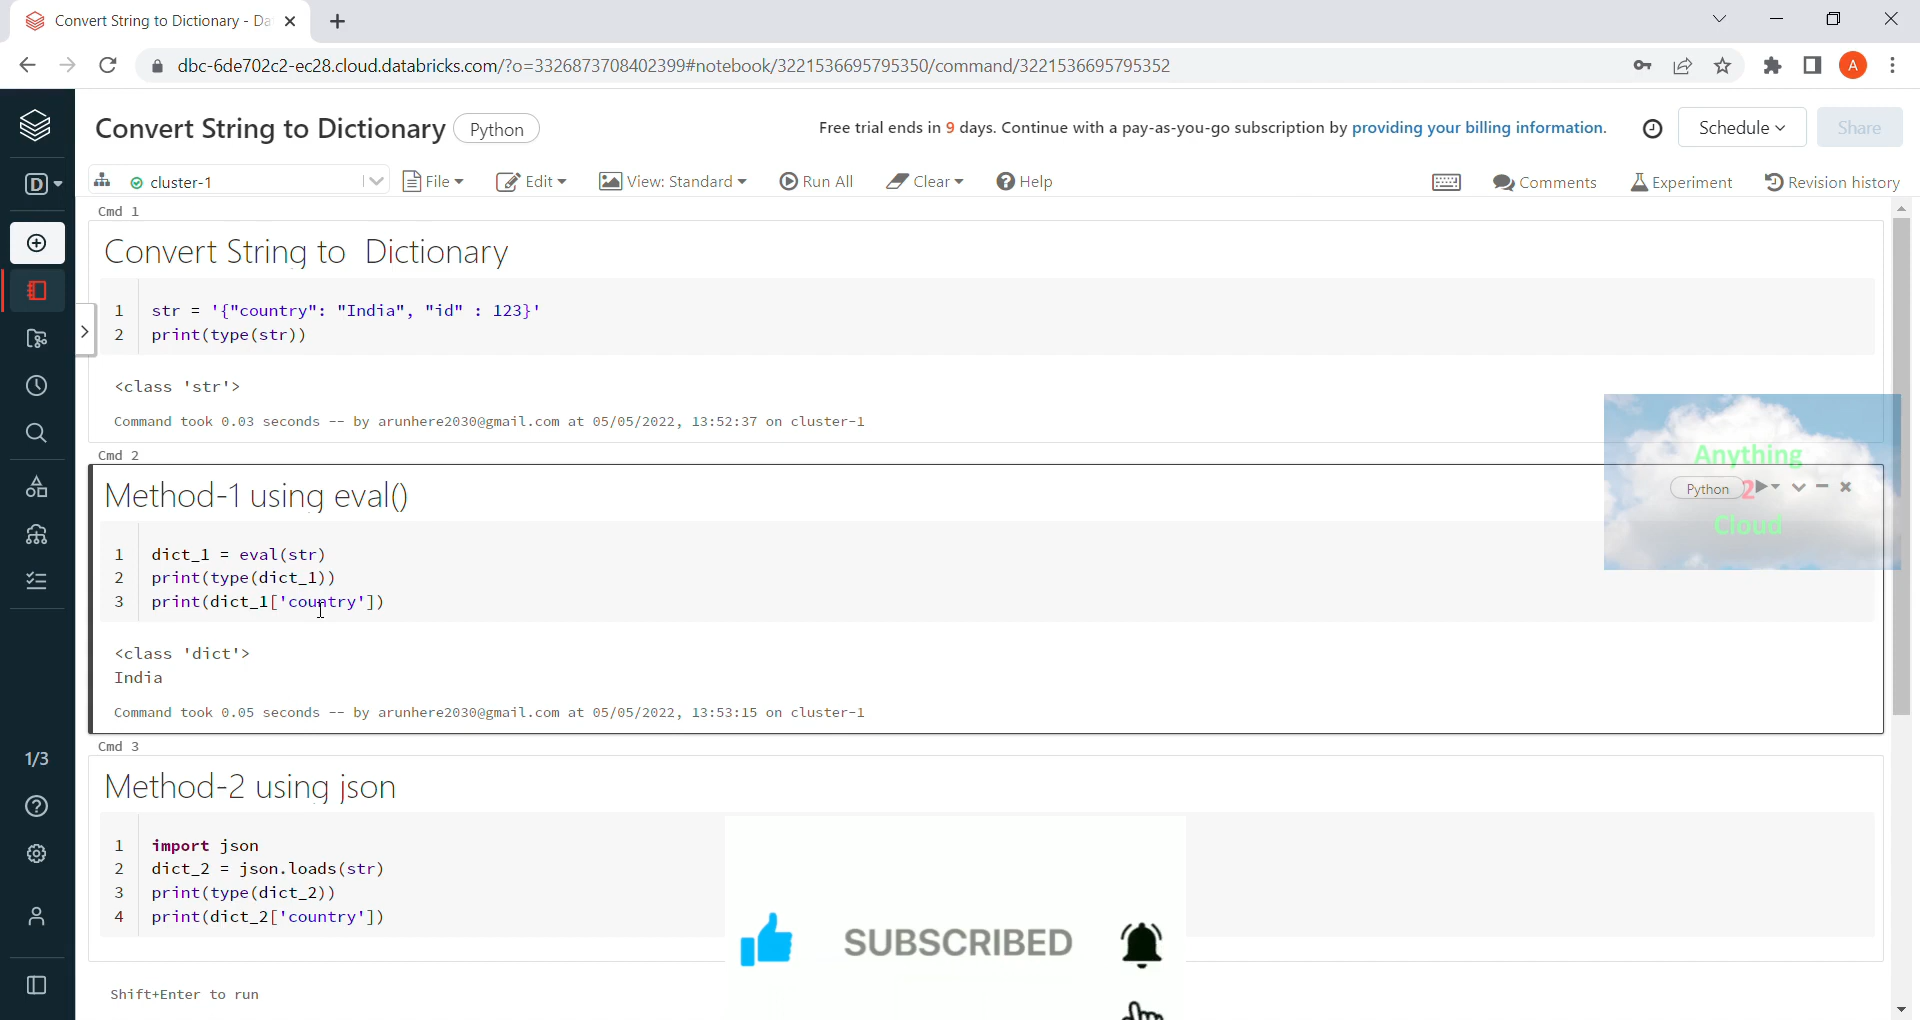 Convert String to Dictionary - Da
dbc-6de702c2-ec28.cloud.databricks.com/?o=3326873708402399#notebook/3221536695795350/command/3221536695795352
A
Convert String to Dictionary
Python
Free trial ends in 9 days. Continue with a pay-as-you-go subscription by providing your billing information.
Schedule
Share
D
cluster-1
File
Edit
View: Standard
Run All
Clear
Help
Comments
Experiment
Revision history
Cmd 1
Convert String to  Dictionary
1 str = '{"country": "India", "id" : 123}'
2 print(type(str))
<class 'str'>
Command took 0.03 seconds -- by arunhere2030@gmail.com at 05/05/2022, 13:52:37 on cluster-1
Anything
2
Cloud
Cmd 2
Method-1 using eval()
Python
1 dict_1 = eval(str)
2 print(type(dict_1))
3 print(dict_1['country'])
<class 'dict'>
India
Command took 0.05 seconds -- by arunhere2030@gmail.com at 05/05/2022, 13:53:15 on cluster-1
Cmd 3
1/3
Method-2 using json
1 import json
2 dict_2 = json.loads(str)
3 print(type(dict_2))
4 print(dict_2['country'])
SUBSCRIBED
Shift+Enter to run